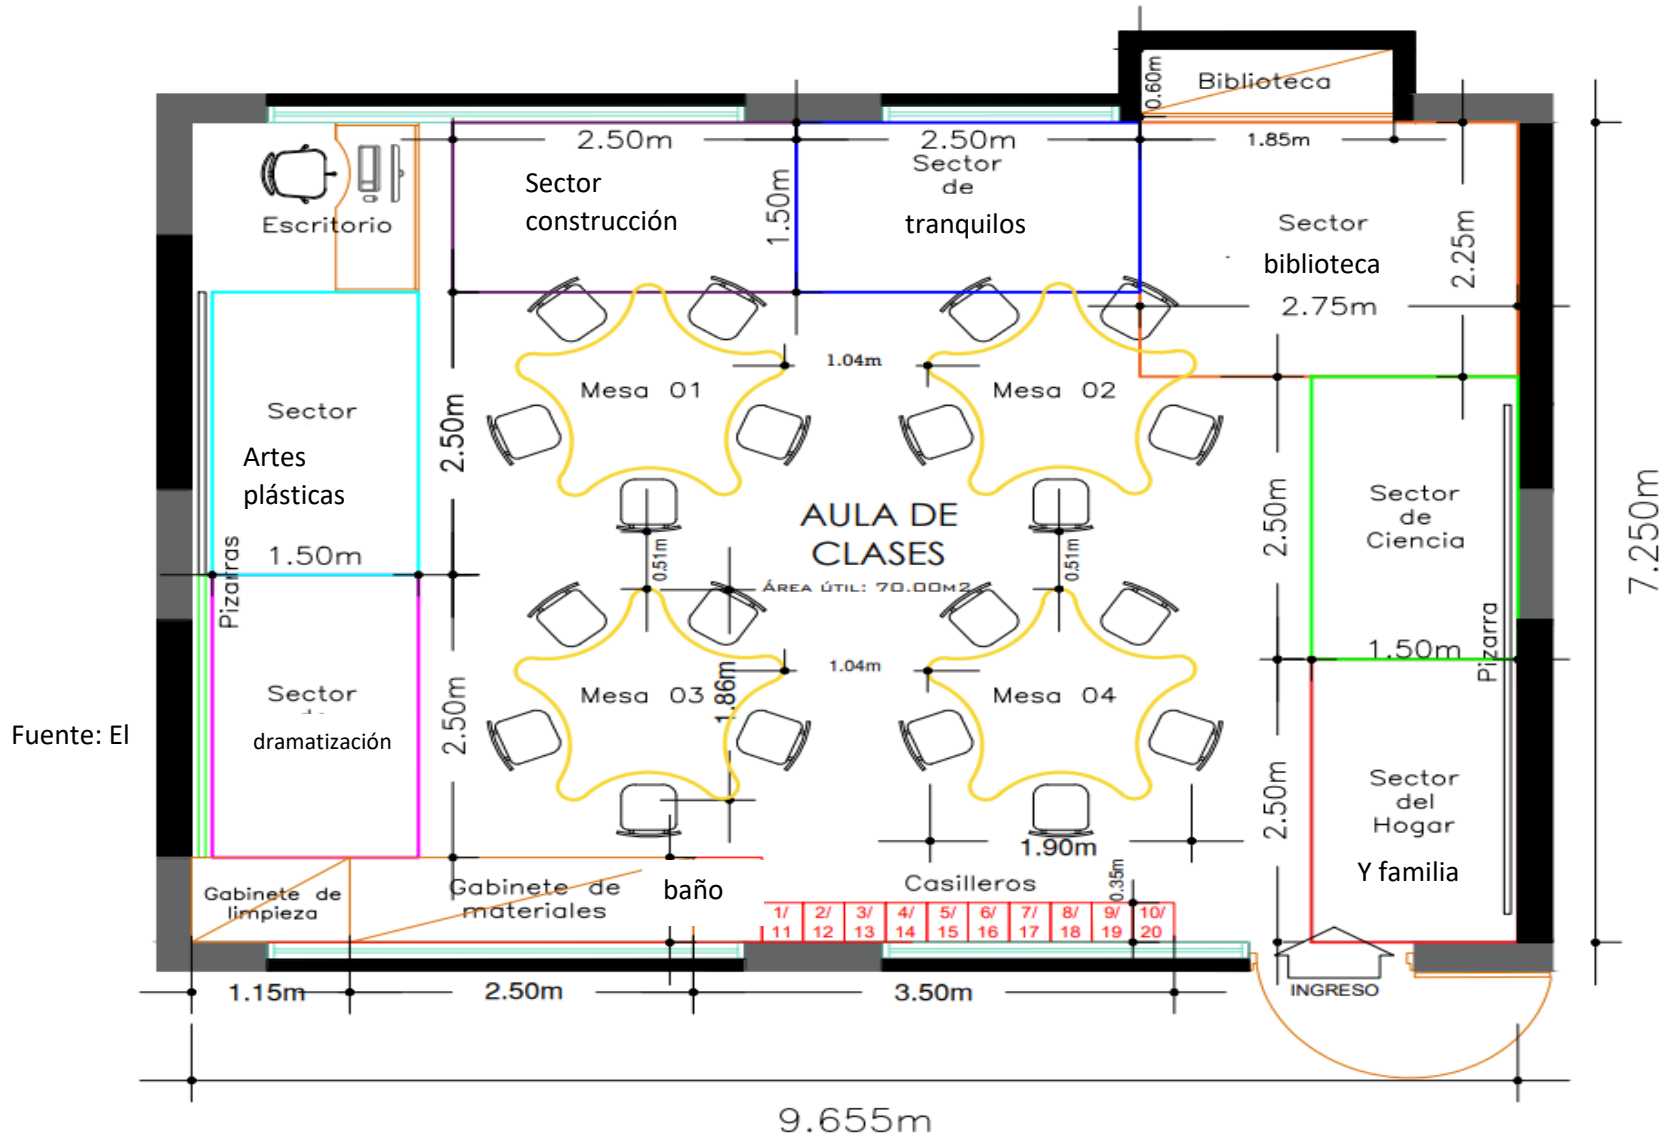 Biblioteca
0.60m
2.50m
2.50m
1.85m
Sector
construcción
1.50m
Sector
de
tranquilos
Sector
biblioteca
2.25m
2.75m
Escritorio
Mesa 01
1.04m
Mesa 02
2.50m
Sector
Artes
plásticas
1.50m
Pizarras
AULA DE
CLASES
ÁREA ÚTIL: 70.00M2
0.51m
0.51m
2.50m
Sector
de
Ciencia
1.50m
Pizarra
7.250m
Sector
dramatización
2.50m
Mesa 03
1.86m
1.04m
Mesa 04
1.90m
2.50m
Sector
del
Hogar
Y familia
Fuente: El
Gabinete de
limpieza
Gabinete de
materiales
baño
Casilleros
0.35m
1/ 2/ 3/ 4/ 5/ 6/ 7/ 8/ 9/ 10/
11 12 13 14 15 16 17 18 19 20
INGRESO
1.15m
2.50m
3.50m
9.655m